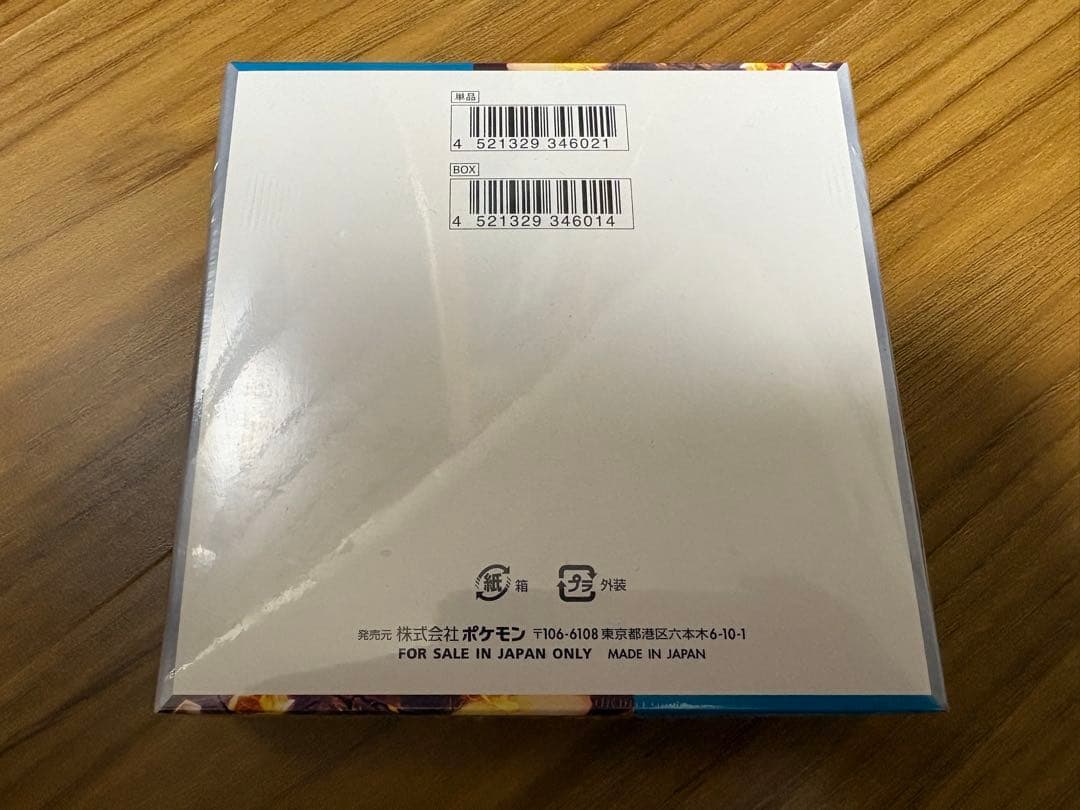 単品
4 521329 346021
BOX
4 521329 346014
紙 箱 プラ 外装
発売元 株式会社 ポケモン 〒106-6108 東京都港区六本木6-10-1
FOR SALE IN JAPAN ONLY MADE IN JAPAN